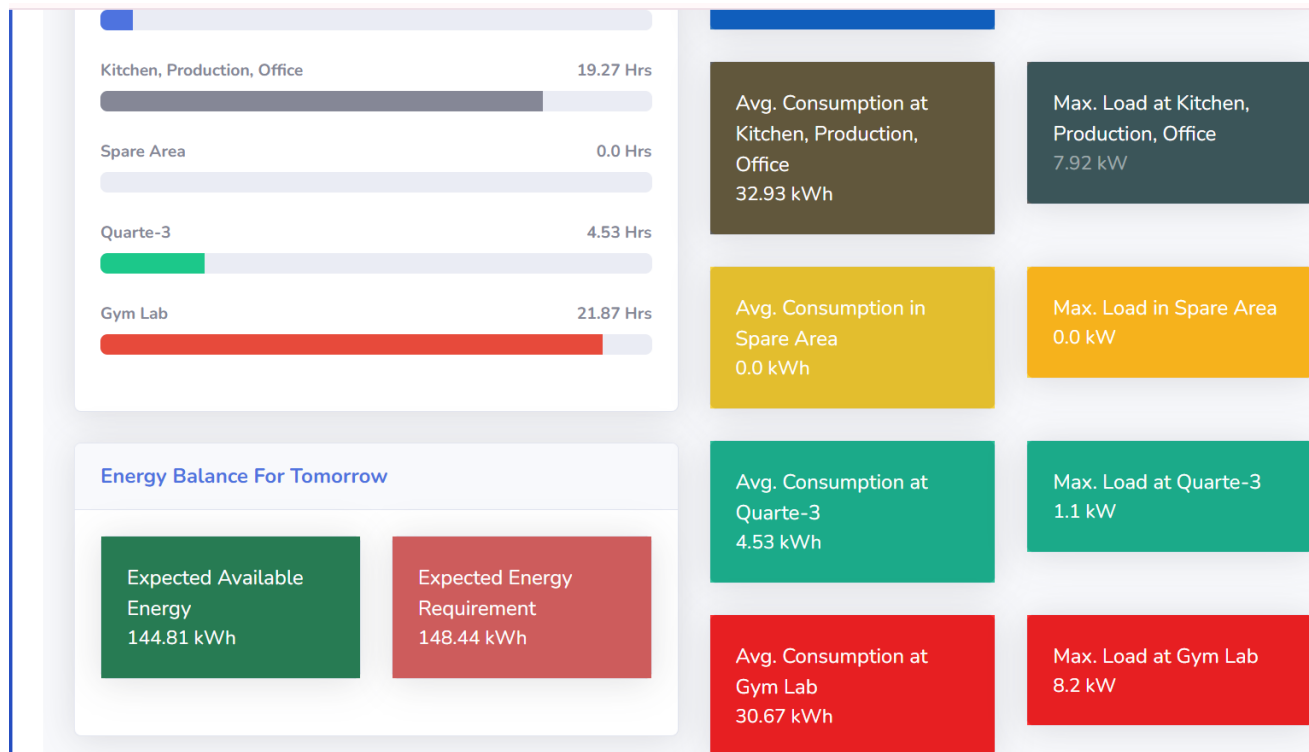 Kitchen, Production, Office 19.27 Hrs
Spare Area 0.0 Hrs
Quarte-3 4.53 Hrs
Gym Lab 21.87 Hrs
Energy Balance For Tomorrow
Expected Available
Energy
144.81 kWh
Expected Energy
Requirement
148.44 kWh
Avg. Consumption at
Kitchen, Production,
Office
32.93 kWh
Max. Load at Kitchen,
Production, Office
7.92 kW
Avg. Consumption in
Spare Area
0.0 kWh
Max. Load in Spare Area
0.0 kW
Avg. Consumption at
Quarte-3
4.53 kWh
Max. Load at Quarte-3
1.1 kW
Avg. Consumption at
Gym Lab
30.67 kWh
Max. Load at Gym Lab
8.2 kW